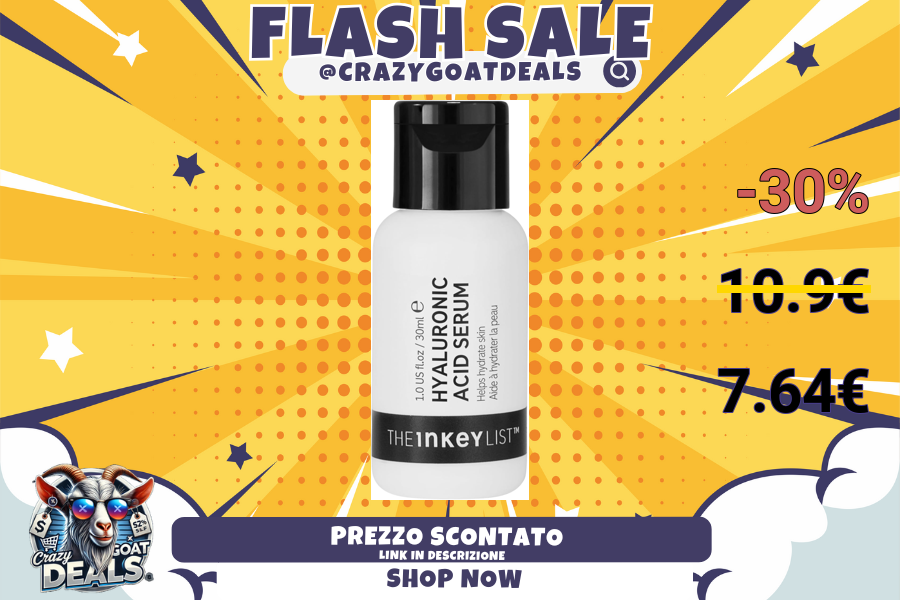 FLASH SALE
@CRAZYGOATDEALS
-30%
10.9€
7.64€
1.0 US fl.oz / 30ml ℮
HYALURONIC
ACID SERUM
Helps hydrate skin
Aide à hydrater la peau
THE INKEY LIST™
$
52%
Crazy
GOAT
DEALS
PREZZO SCONTATO
LINK IN DESCRIZIONE
SHOP NOW